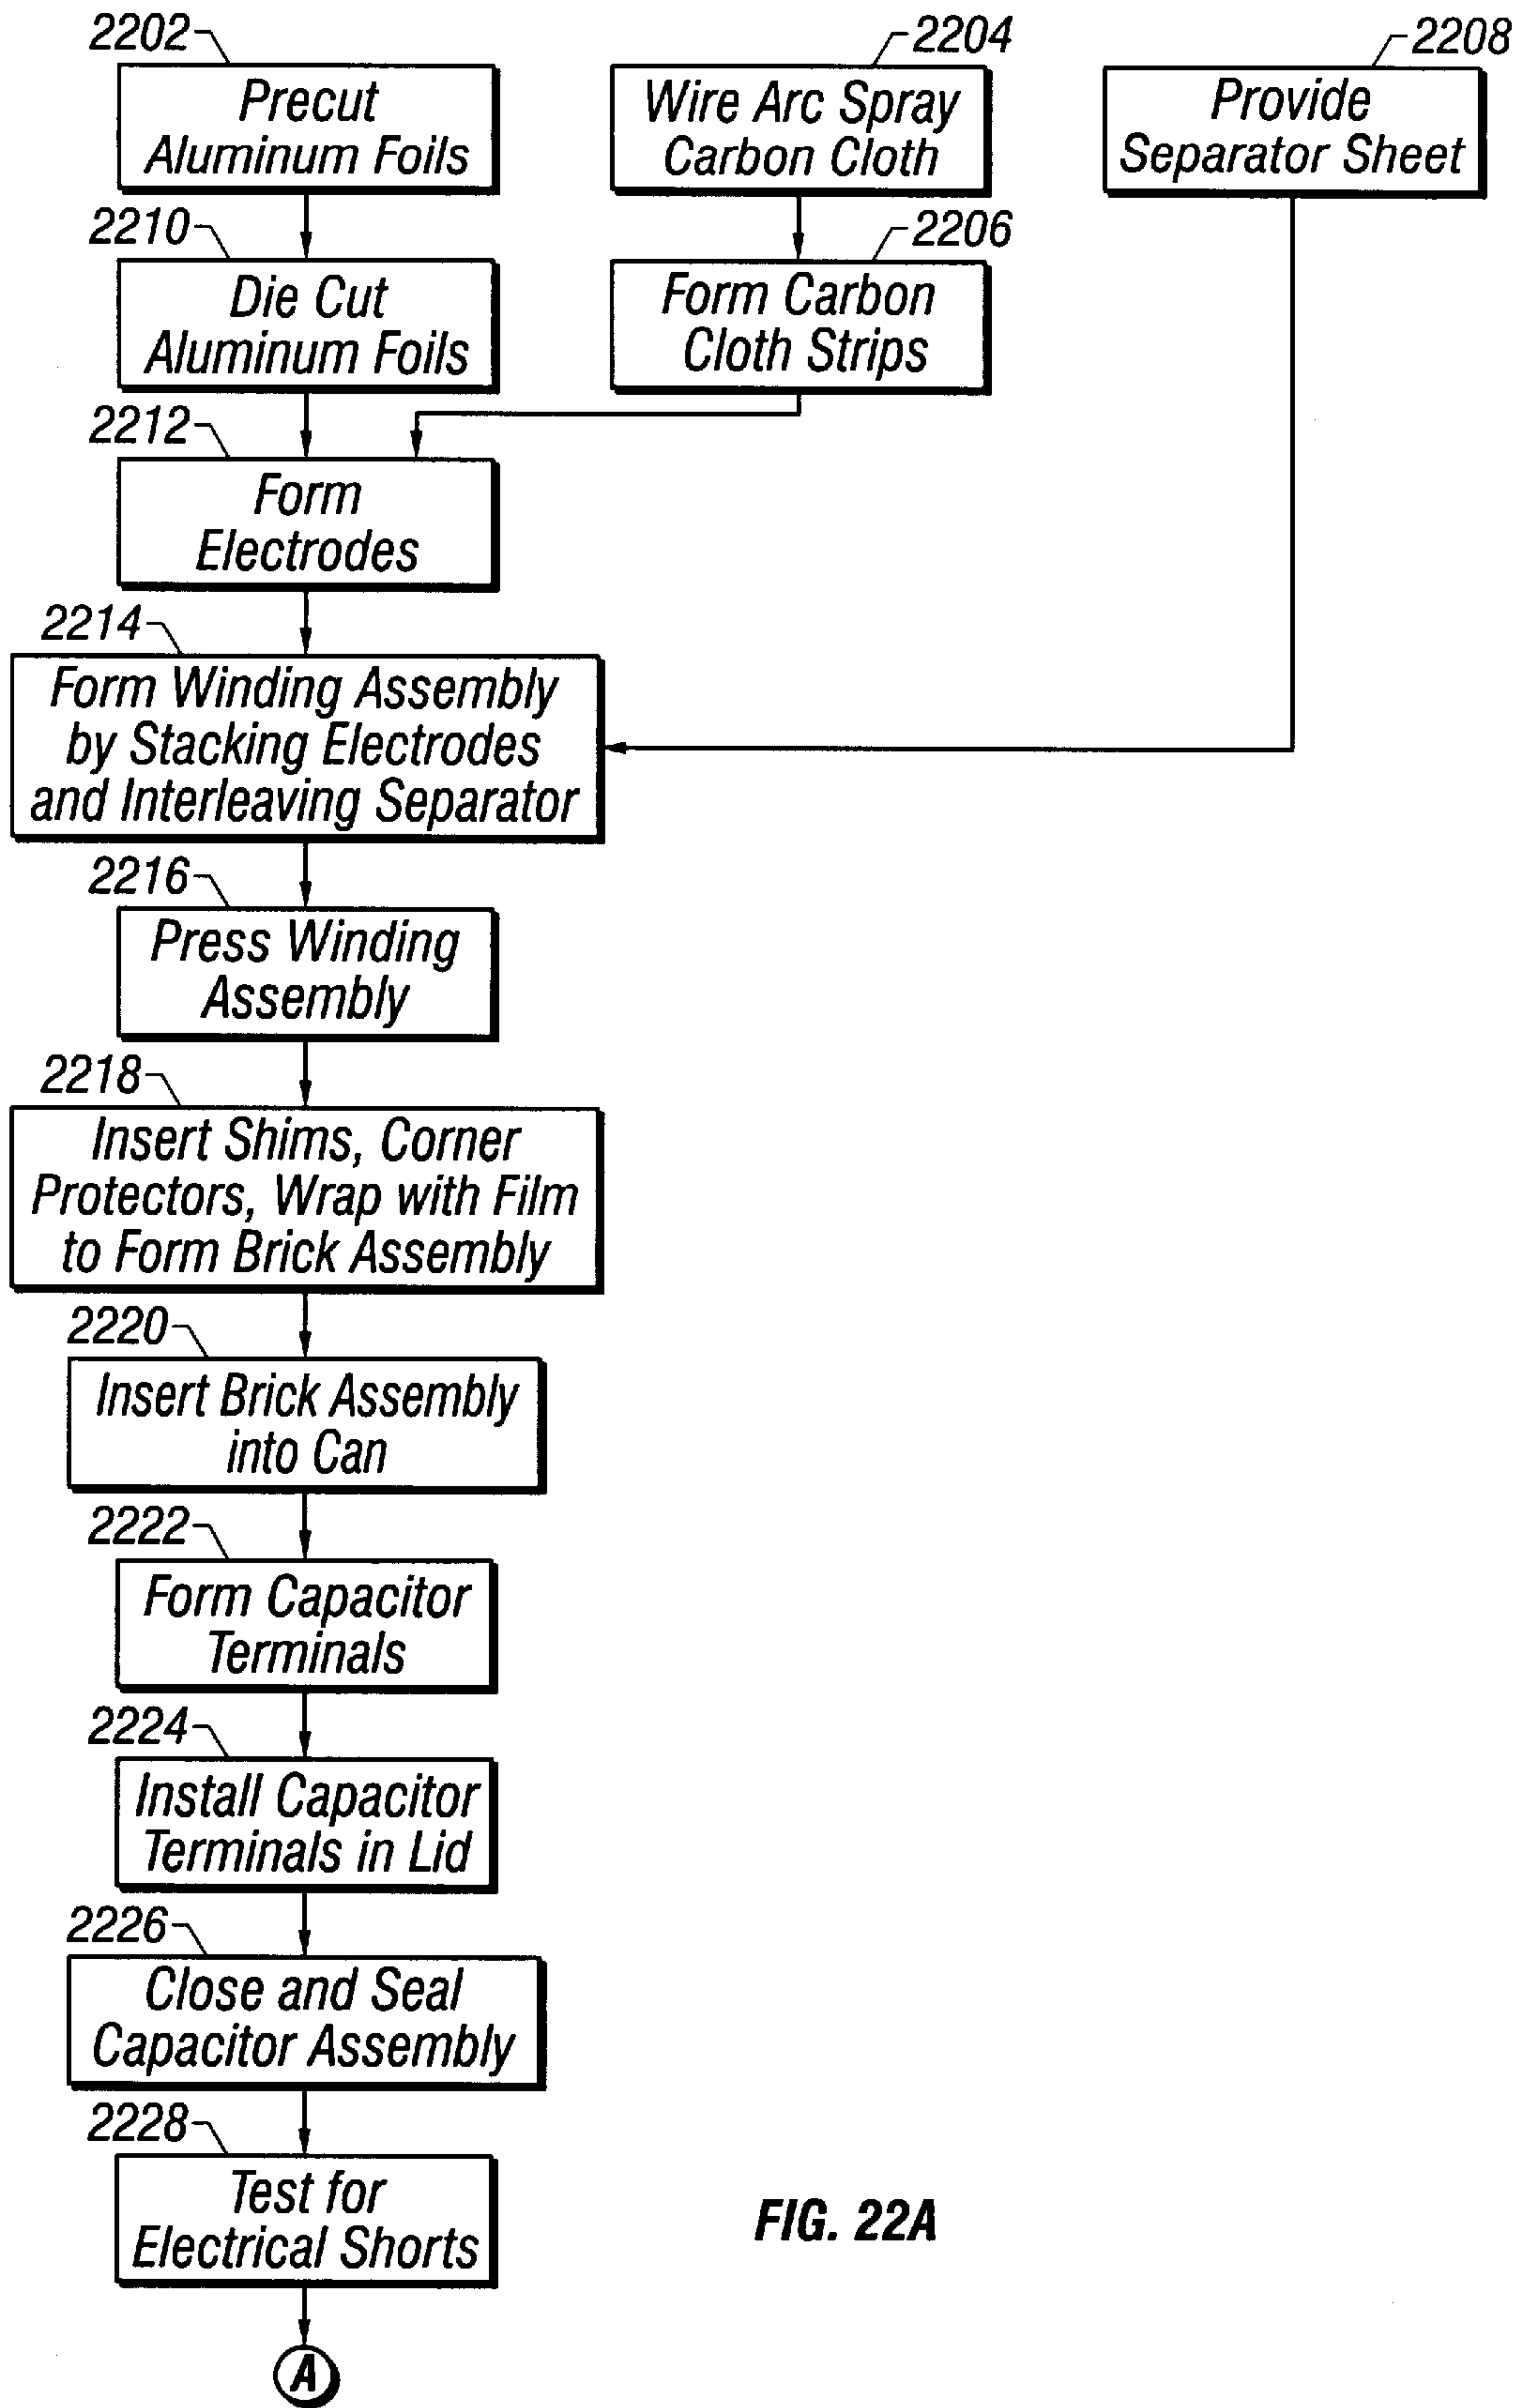 2202
Precut
Aluminum Foils
2204
Wire Arc Spray
Carbon Cloth
2208
Provide
Separator Sheet
2210
Die Cut
Aluminum Foils
2206
Form Carbon
Cloth Strips
2212
Form
Electrodes
2214
Form Winding Assembly
by Stacking Electrodes
and Interleaving Separator
2216
Press Winding
Assembly
2218
Insert Shims, Corner
Protectors, Wrap with Film
to Form Brick Assembly
2220
Insert Brick Assembly
into Can
2222
Form Capacitor
Terminals
2224
Install Capacitor
Terminals in Lid
2226
Close and Seal
Capacitor Assembly
2228
Test for
Electrical Shorts
A
FIG. 22A